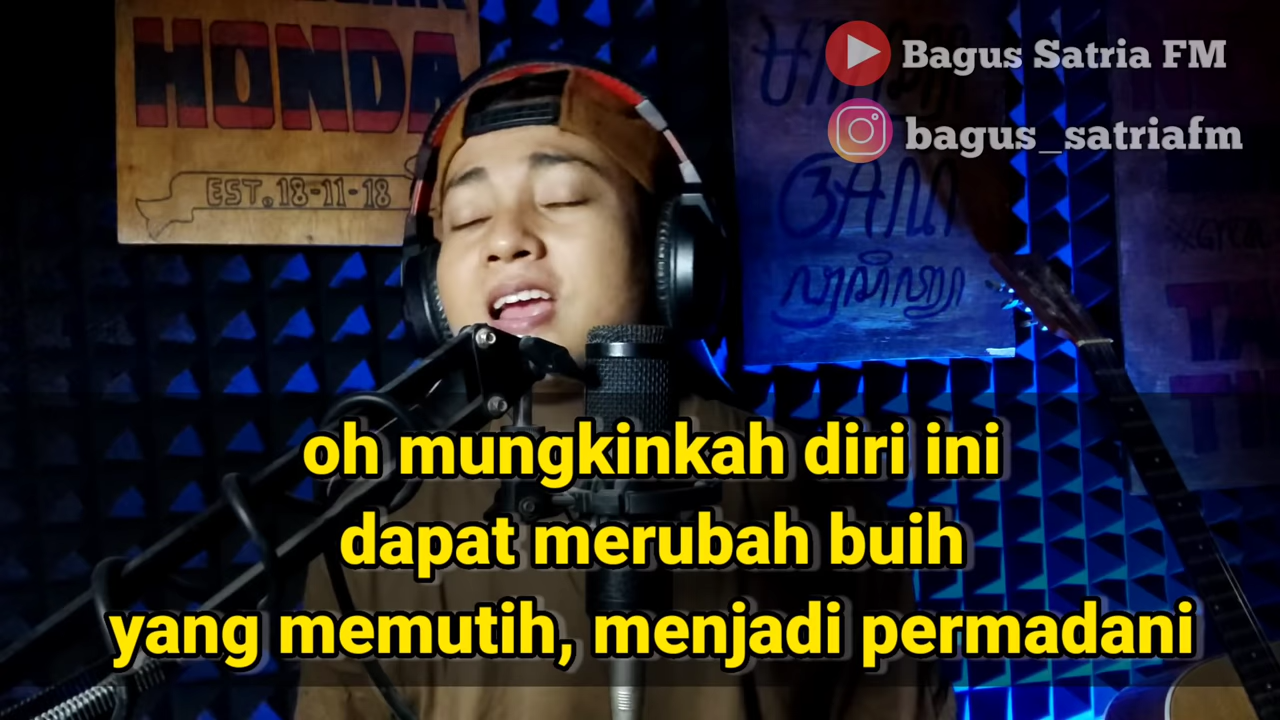 HONDA
EST. 18-11-18
Bagus Satria FM
bagus_satriafm
oh mungkinkah diri ini
dapat merubah buih
yang memutih, menjadi permadani